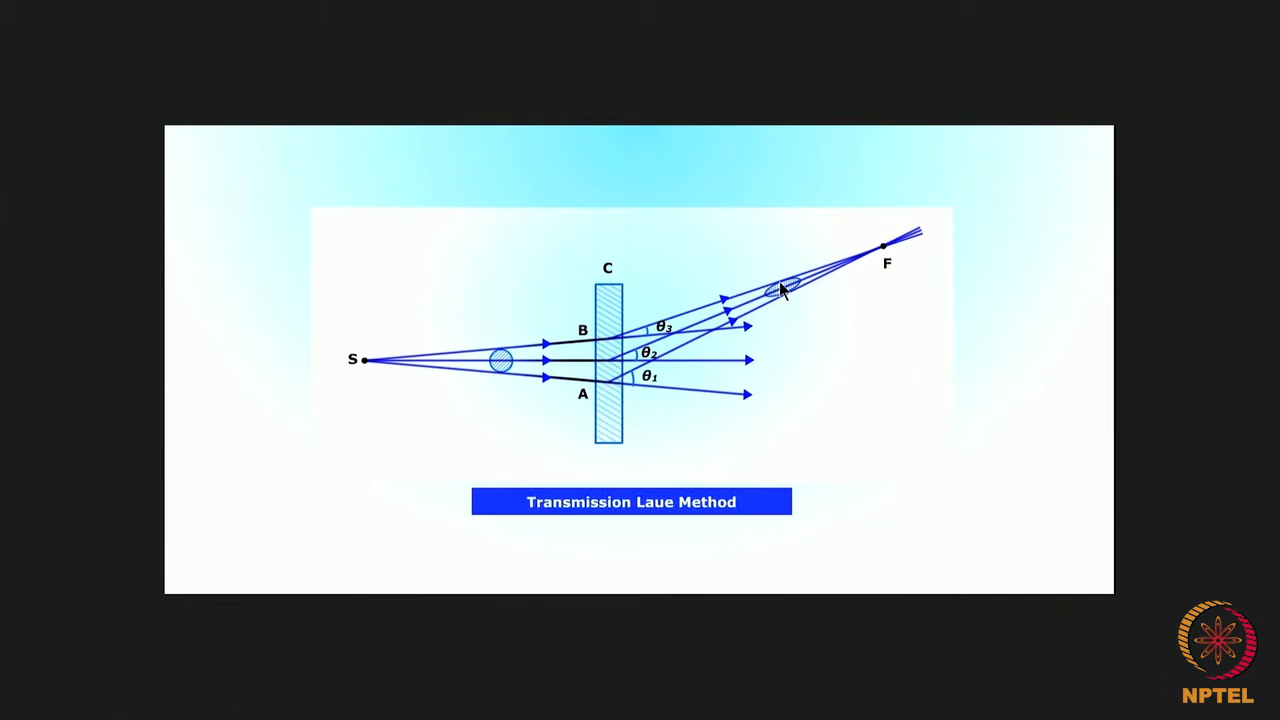 C
F
B
θ₃
S
θ₂
θ₁
A
Transmission Laue Method
NPTEL